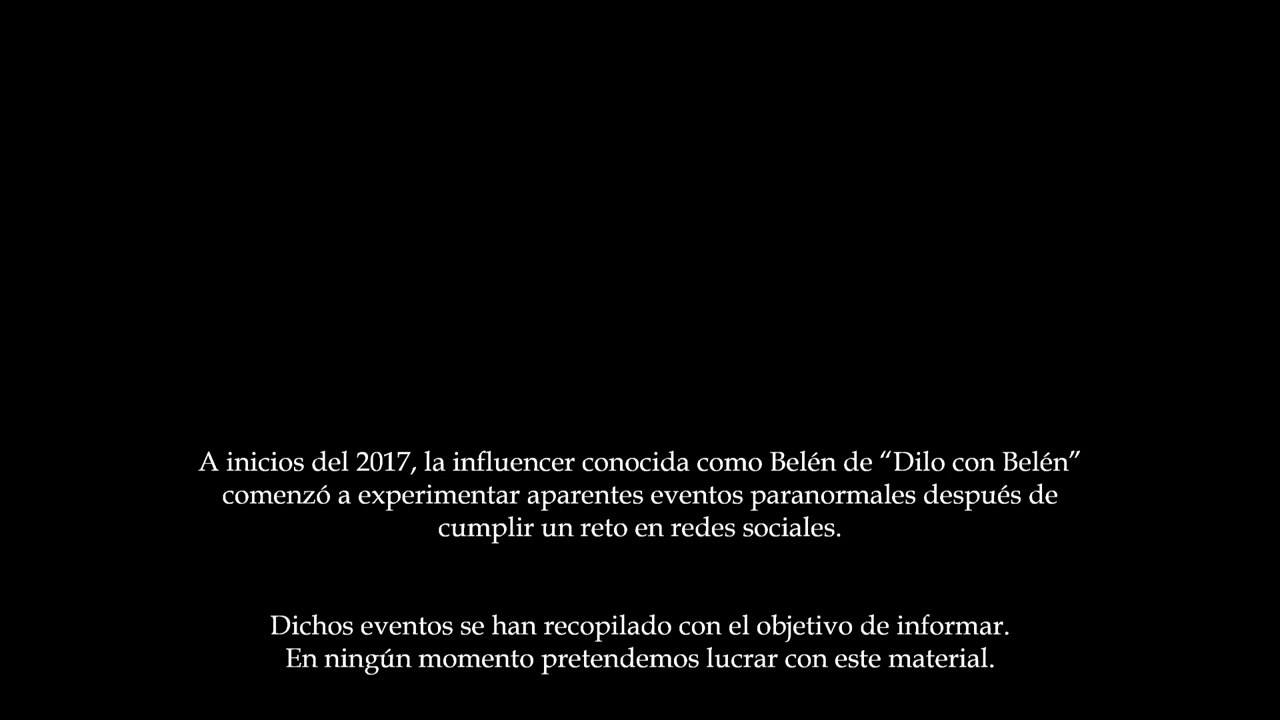 A inicios del 2017, la influencer conocida como Belén de “Dilo con Belén”
comenzó a experimentar aparentes eventos paranormales después de
cumplir un reto en redes sociales.
Dichos eventos se han recopilado con el objetivo de informar.
En ningún momento pretendemos lucrar con este material.